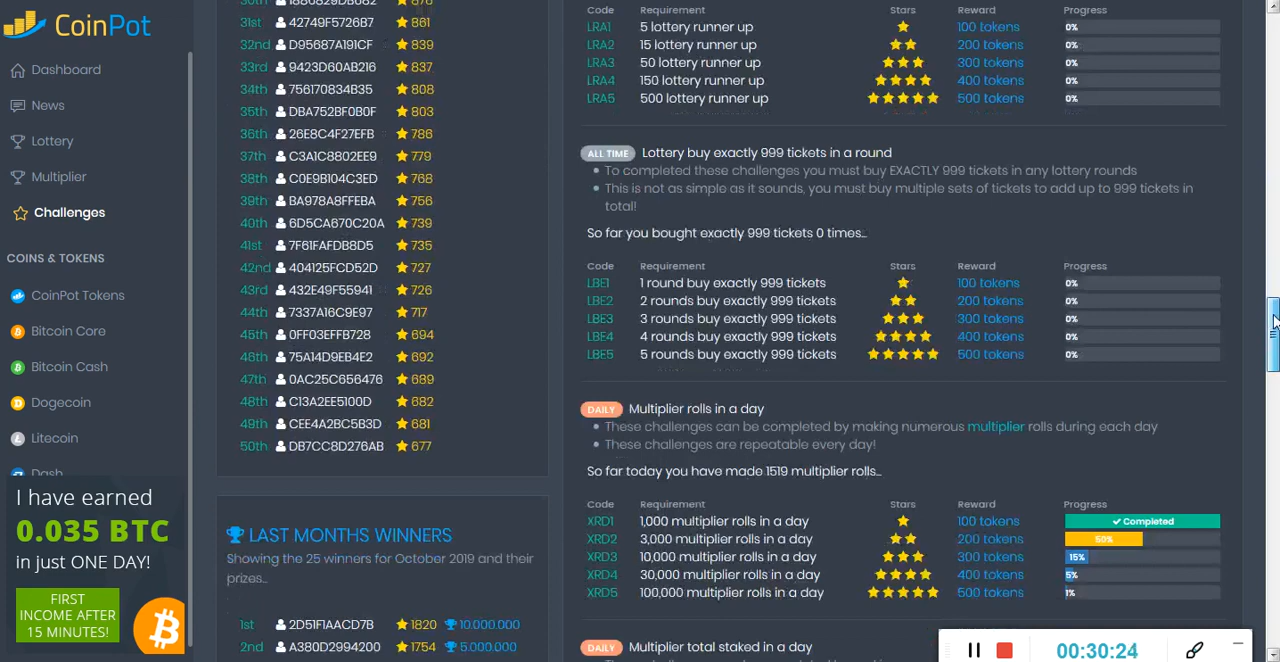 CoinPot
Dashboard
News
Lottery
Multiplier
Challenges
COINS & TOKENS
CoinPot Tokens
Bitcoin Core
Bitcoin Cash
Dogecoin
Litecoin
Dash
I have earned
0.035 BTC
in just ONE DAY!
FIRST
INCOME AFTER
15 MINUTES!
31st 42749F5726B7 861
32nd D95687A191CF 839
33rd 9423D60AB216 837
34th 756170834B35 808
35th DBA752BF0B0F 803
36th 26E8C4F27EFB 786
37th C3A1C8802EE9 779
38th C0E9B104C3ED 768
39th BA978A8FFEBA 756
40th 6D5CA670C20A 739
41st 7F61FAFDB8D5 735
42nd 404125FCD52D 727
43rd 432E49F55941 726
44th 7337A16C9E97 717
45th 0FF03EFFB728 694
46th 75A14D9EB4E2 692
47th 0AC25C656476 689
48th C13A2EE5100D 682
49th CEE4A2BC5B3D 681
50th DB7CC8D276AB 677
LAST MONTHS WINNERS
Showing the 25 winners for October 2019 and their
prizes...
1st 2D51F1AACD7B 1820 10,000,000
2nd A380D2994200 1754 5,000,000
Code Requirement Stars Reward Progress
LRA1 5 lottery runner up 100 tokens 0%
LRA2 15 lottery runner up 200 tokens 0%
LRA3 50 lottery runner up 300 tokens 0%
LRA4 150 lottery runner up 400 tokens 0%
LRA5 500 lottery runner up 500 tokens 0%
ALL TIME Lottery buy exactly 999 tickets in a round
To completed these challenges you must buy EXACTLY 999 tickets in any lottery rounds
This is not as simple as it sounds, you must buy multiple sets of tickets to add up to 999 tickets in
total!
So far you bought exactly 999 tickets 0 times...
Code Requirement Stars Reward Progress
LBE1 1 round buy exactly 999 tickets 100 tokens 0%
LBE2 2 rounds buy exactly 999 tickets 200 tokens 0%
LBE3 3 rounds buy exactly 999 tickets 300 tokens 0%
LBE4 4 rounds buy exactly 999 tickets 400 tokens 0%
LBE5 5 rounds buy exactly 999 tickets 500 tokens 0%
DAILY Multiplier rolls in a day
These challenges can be completed by making numerous multiplier rolls during each day
These challenges are repeatable every day!
So far today you have made 1519 multiplier rolls...
Code Requirement Stars Reward Progress
XRD1 1,000 multiplier rolls in a day 100 tokens Completed
XRD2 3,000 multiplier rolls in a day 200 tokens 50%
XRD3 10,000 multiplier rolls in a day 300 tokens 15%
XRD4 30,000 multiplier rolls in a day 400 tokens 5%
XRD5 100,000 multiplier rolls in a day 500 tokens 1%
DAILY Multiplier total staked in a day
00:30:24